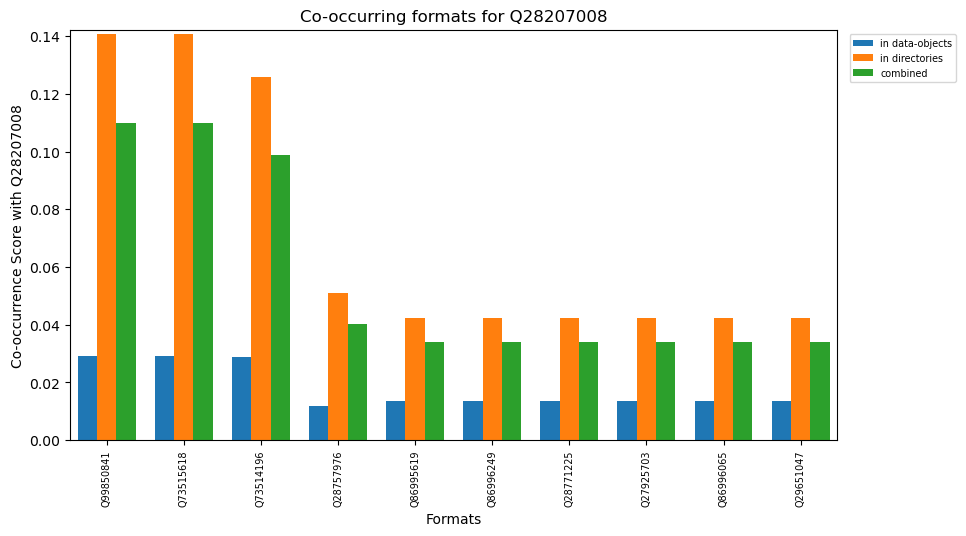 Co-occurring formats for Q28207008
Co-occurrence Score with Q28207008
0.14
0.12
0.10
0.08
0.06
0.04
0.02
0.00
Q99850841
Q73515618
Q73514196
Q28757976
Q86995619
Q86996249
Q28771225
Q27925703
Q86996065
Q29651047
Formats
in data-objects
in directories
combined